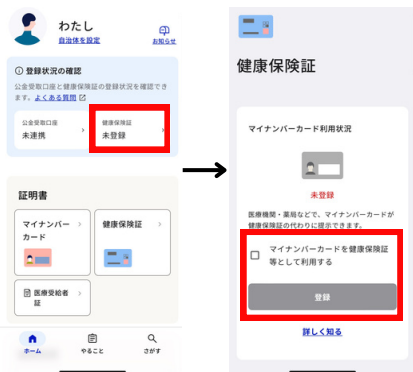 わたし
自治体を設定
お知らせ
登録状況の確認
公金受取口座と健康保険証の登録状況を確認でき
ます。よくある質問
公金受取口座
未連携
健康保険証
未登録
証明書
マイナンバー
カード
健康保険証
医療受給者
証
ホーム
やること
さがす
健康保険証
マイナンバーカード利用状況
未登録
医療機関・薬局などで、マイナンバーカードが
健康保険証の代わりに提示できます。
マイナンバーカードを健康保険証
等として利用する
登録
詳しく知る